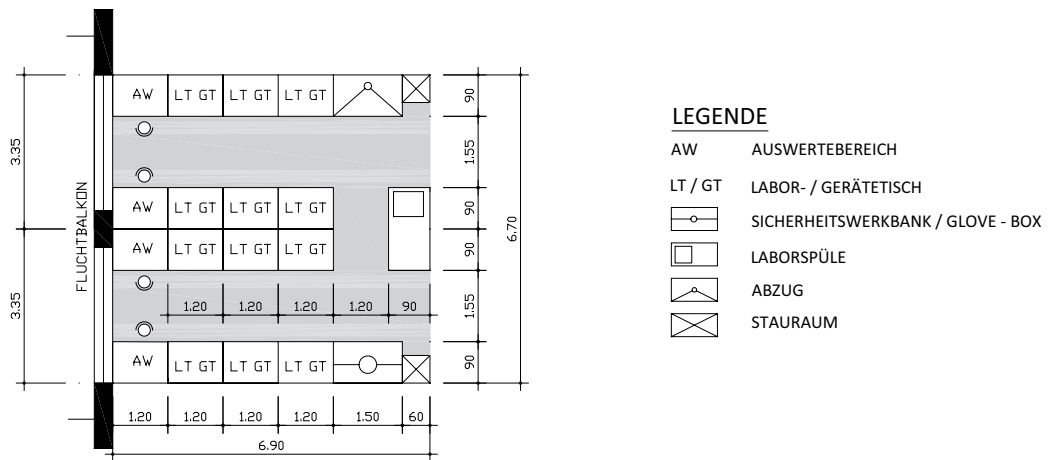 AW LT GT LT GT LT GT 90
3.35 1.55
AW LT GT LT GT LT GT 90
FLUCHTBALKON 6.70
AW LT GT LT GT LT GT 90
3.35 1.20 1.20 1.20 1.20 90 1.55
AW LT GT LT GT LT GT 90
1.20 1.20 1.20 1.20 1.50 60
6.90
LEGENDE
AW AUSWERTEBEREICH
LT / GT LABOR- / GERÄTETISCH
SICHERHEITSWERKBANK / GLOVE - BOX
LABORSPÜLE
ABZUG
STAURAUM